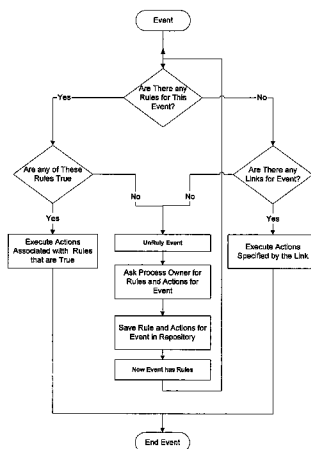 Event
Are There any
Rules for This
Event?
Yes
No
Are any of These
Rules True
Are There any
Links for Event?
No
No
Yes
Yes
Execute Actions
Associated with Rules
that are True
UnRuly Event
Execute Actions
Specified by the Link
Ask Process Owner for
Rules and Actions for
Event
Save Rule and Actions for
Event in Repository
Now Event has Rules
End Event